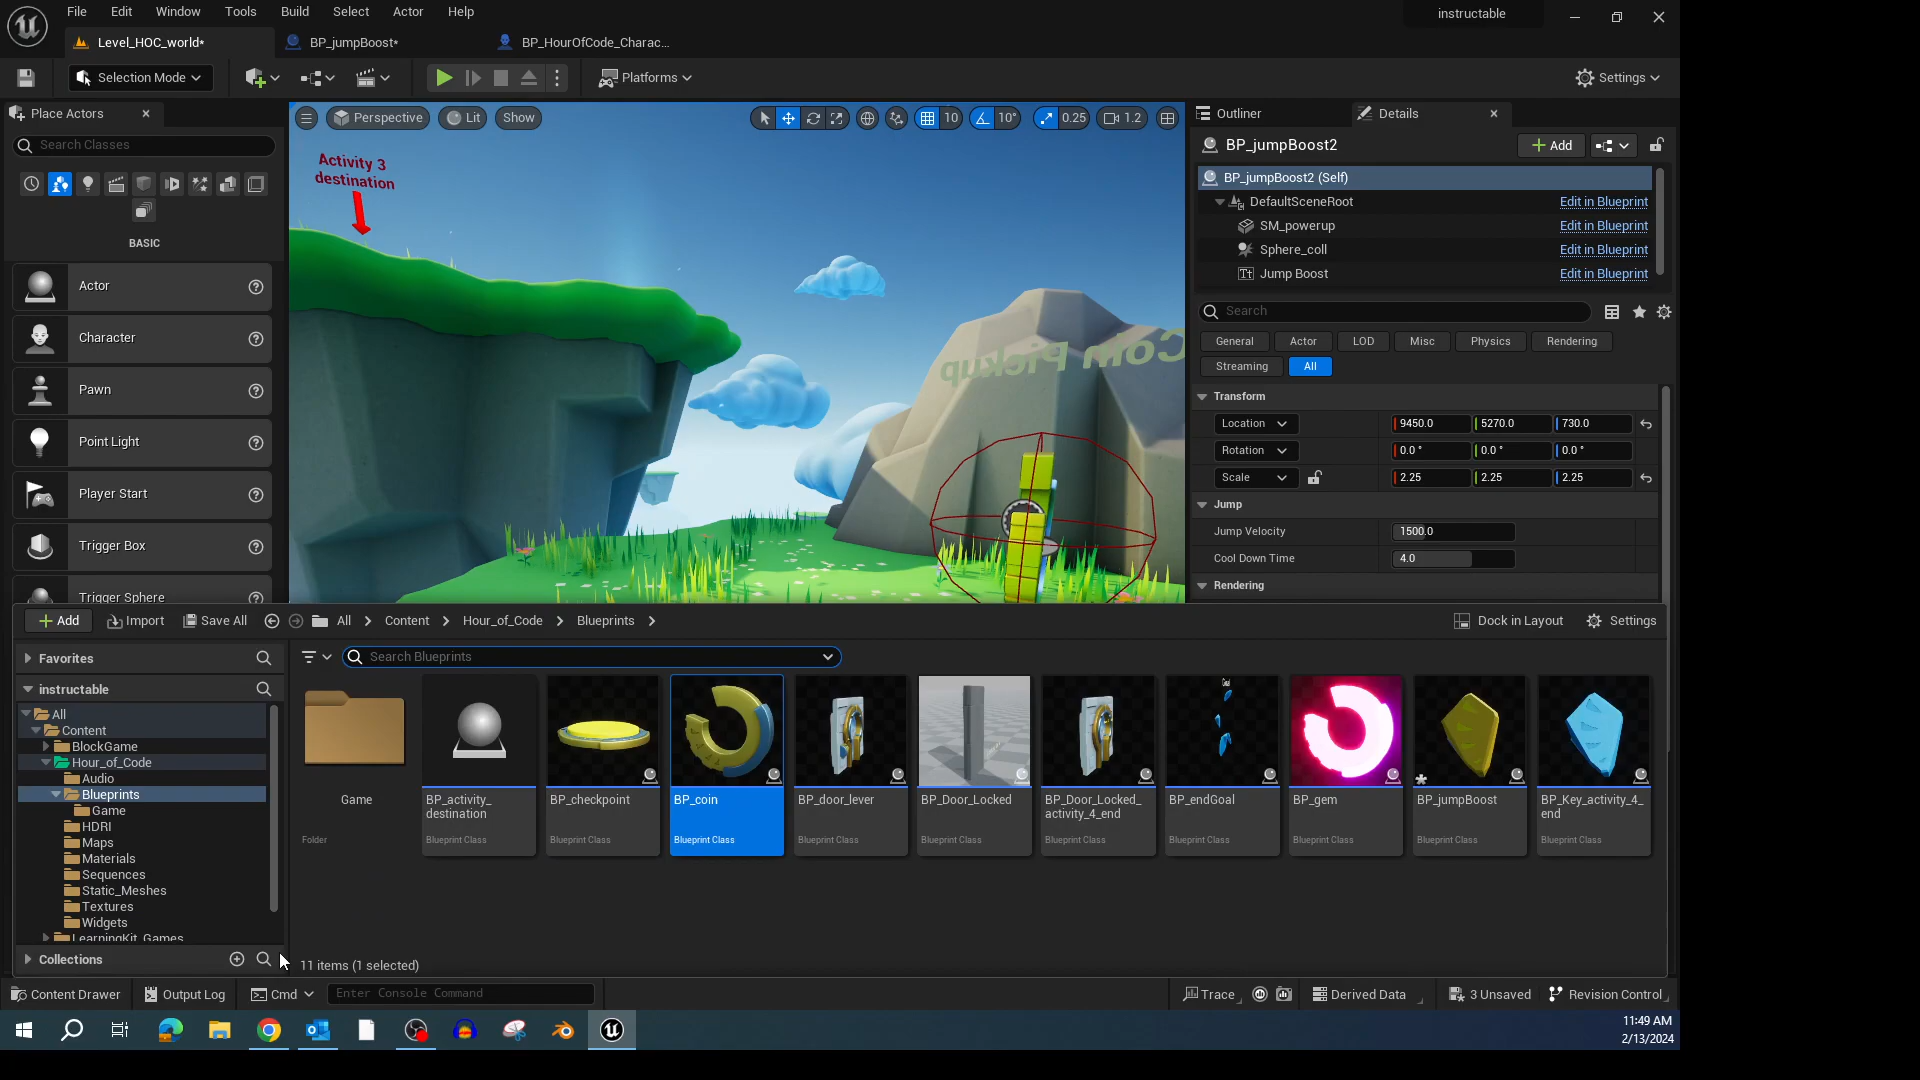 File Edit Window Tools Build Select Actor Help
instructable
Level_HOC_world*
BP_jumpBoost*
BP_HourOfCode_Charac...
Selection Mode
Platforms
Settings
Place Actors
Search Classes
BASIC
Actor
Character
Pawn
Point Light
Player Start
Trigger Box
Trigger Sphere
Perspective
Lit
Show
10
10°
0.25
1.2
Activity 3
destination
Coin Pickup
Outliner
Details
BP_jumpBoost2
Add
BP_jumpBoost2 (Self)
DefaultSceneRoot Edit in Blueprint
SM_powerup Edit in Blueprint
Sphere_coll Edit in Blueprint
Jump Boost Edit in Blueprint
Search
General Actor LOD Misc Physics Rendering
Streaming All
Transform
Location 9450.0 5270.0 730.0
Rotation 0.0 ° 0.0 ° 0.0 °
Scale 2.25 2.25 2.25
Jump
Jump Velocity 1500.0
Cool Down Time 4.0
Rendering
Add Import Save All All Content Hour_of_Code Blueprints
Dock in Layout Settings
Favorites
instructable
All
Content
BlockGame
Hour_of_Code
Audio
Blueprints
Game
HDRI
Maps
Materials
Sequences
Static_Meshes
Textures
Widgets
LearningKit_Games
Collections
Search Blueprints
Game
Folder
BP_activity_
destination
Blueprint Class
BP_checkpoint
Blueprint Class
BP_coin
Blueprint Class
BP_door_lever
Blueprint Class
BP_Door_Locked
Blueprint Class
BP_Door_Locked_
activity_4_end
Blueprint Class
BP_endGoal
Blueprint Class
BP_gem
Blueprint Class
BP_jumpBoost
Blueprint Class
BP_Key_activity_4_
end
Blueprint Class
11 items (1 selected)
Content Drawer
Output Log
Cmd
Enter Console Command
Trace
Derived Data
3 Unsaved
Revision Control
11:49 AM
2/13/2024